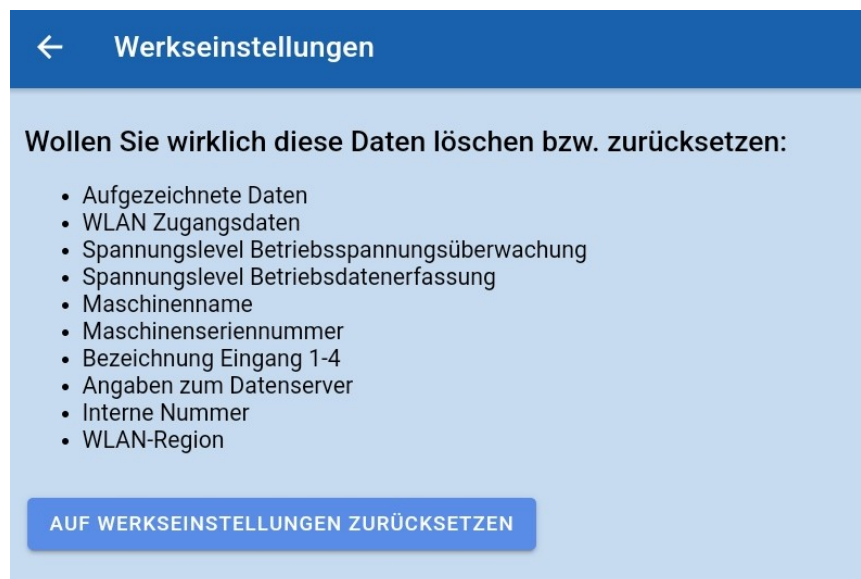 Werkseinstellungen
Wollen Sie wirklich diese Daten löschen bzw. zurücksetzen:
• Aufgezeichnete Daten
• WLAN Zugangsdaten
• Spannungslevel Betriebsspannungsüberwachung
• Spannungslevel Betriebsdatenerfassung
• Maschinenname
• Maschinenseriennummer
• Bezeichnung Eingang 1-4
• Angaben zum Datenserver
• Interne Nummer
• WLAN-Region
AUF WERKSEINSTELLUNGEN ZURÜCKSETZEN